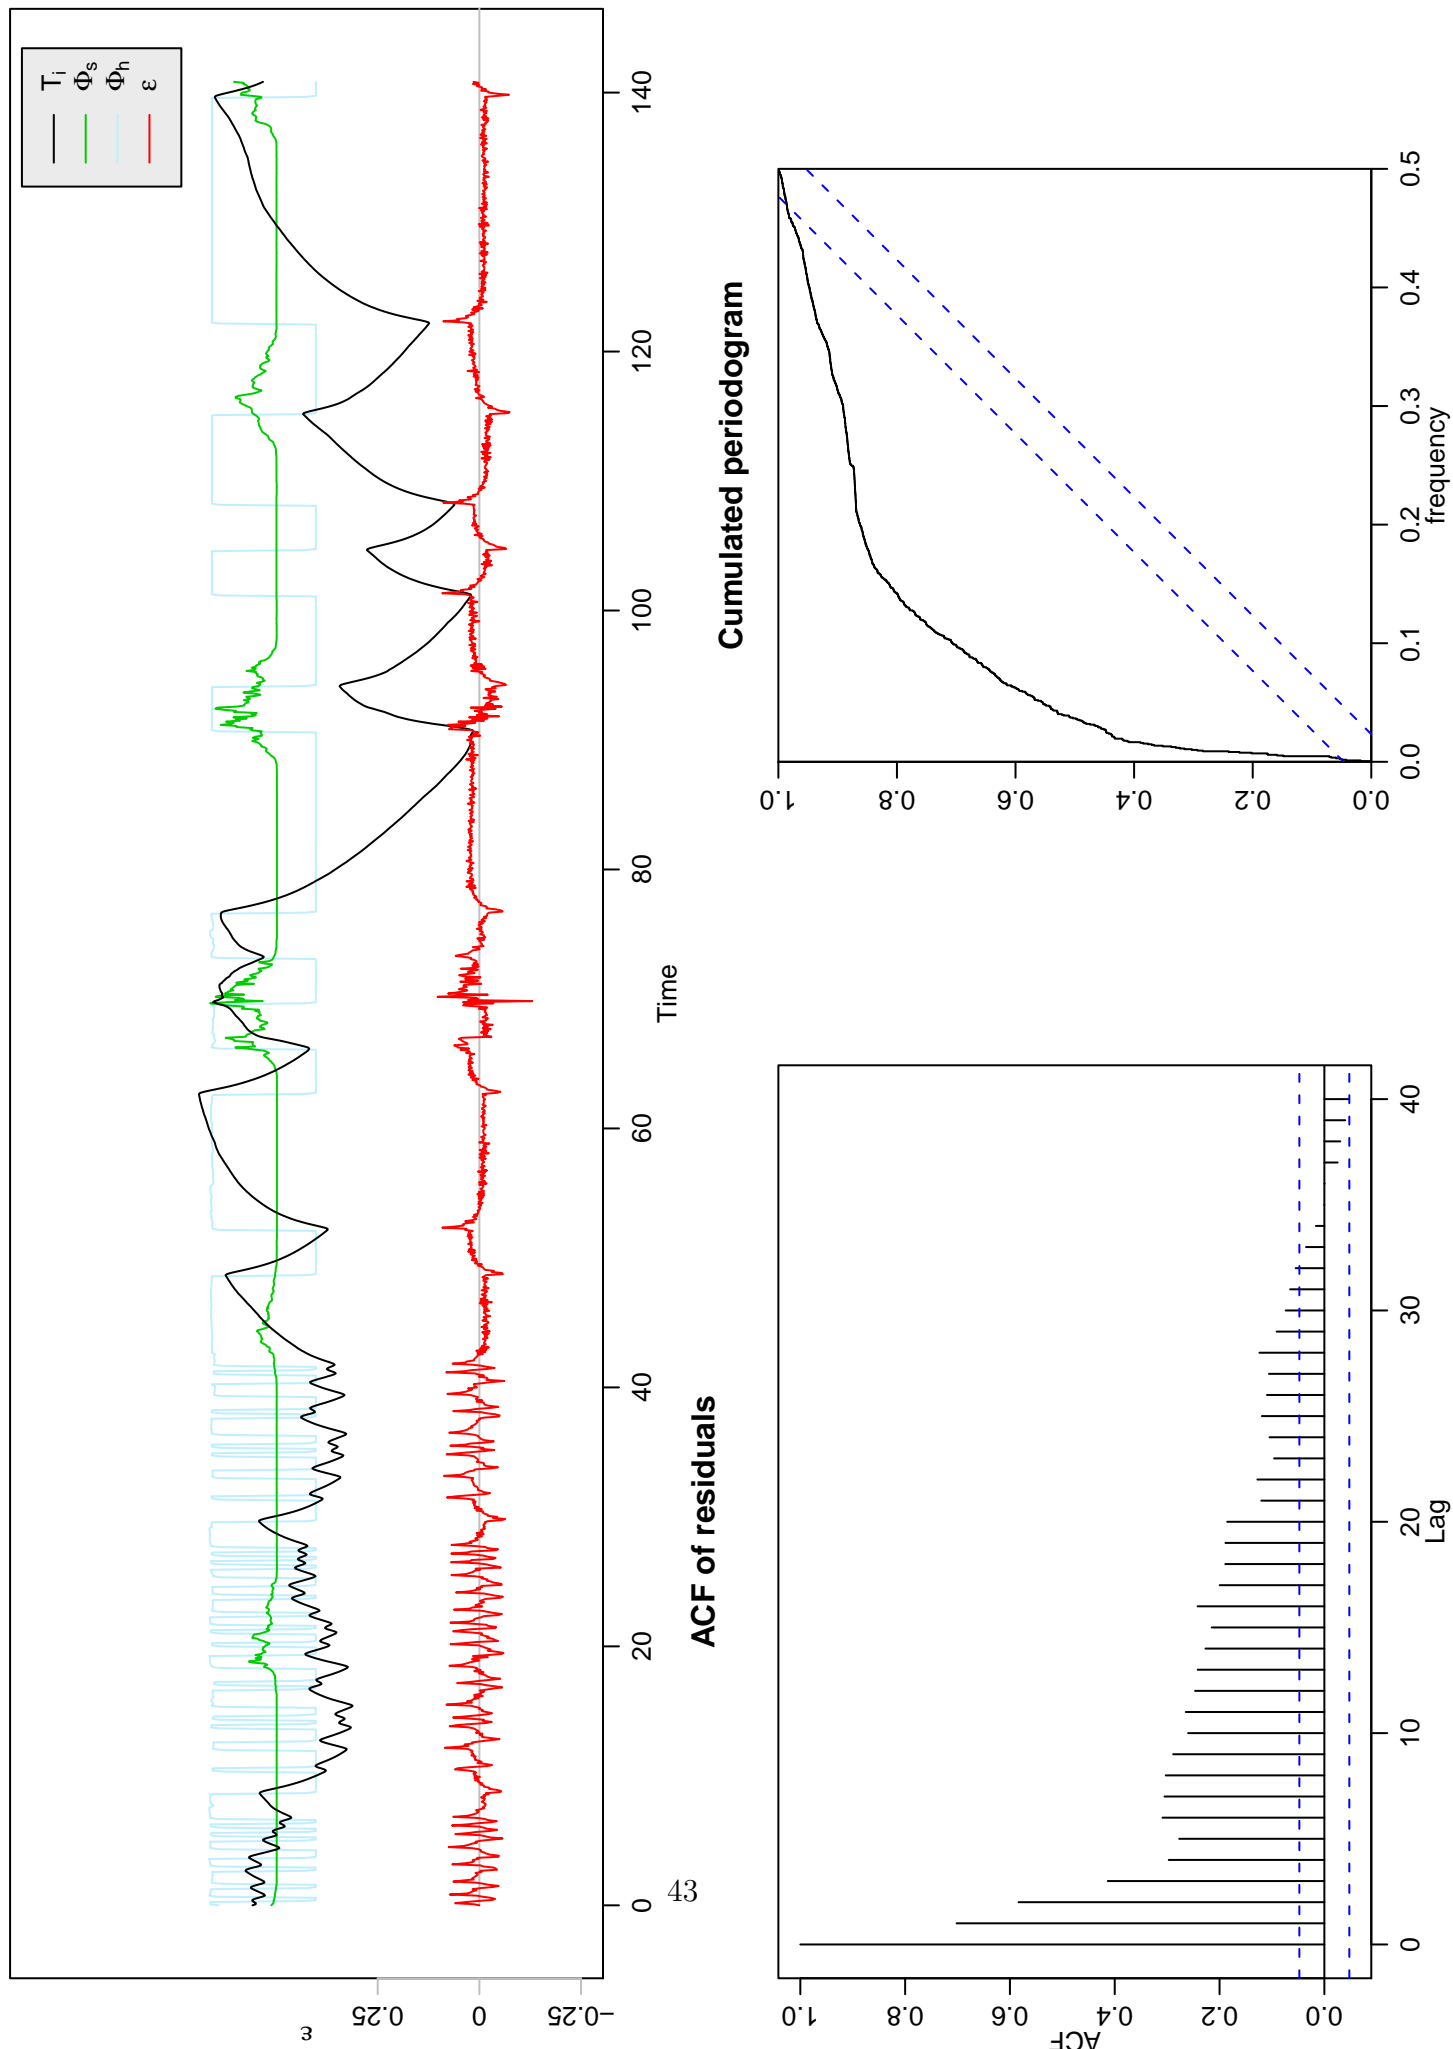 T_i
Φ_s
Φ_h
ε
ε
-0.25 0 0.25
0 20 40 60 80 100 120 140
Time
ACF of residuals
ACF
0.0 0.2 0.4 0.6 0.8 1.0
0 10 20 30 40
Lag
Cumulated periodogram
0.0 0.2 0.4 0.6 0.8 1.0
0.0 0.1 0.2 0.3 0.4 0.5
frequency
43